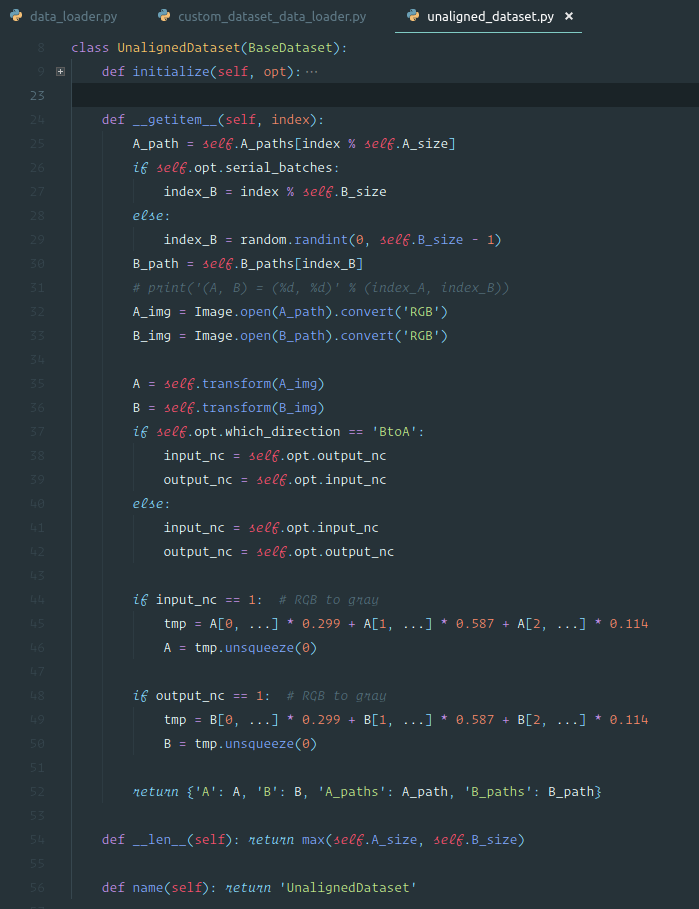 data_loader.py custom_dataset_data_loader.py unaligned_dataset.py ×
8 class UnalignedDataset(BaseDataset):
9 def initialize(self, opt): ···
23
24 def __getitem__(self, index):
25 A_path = self.A_paths[index % self.A_size]
26 if self.opt.serial_batches:
27 index_B = index % self.B_size
28 else:
29 index_B = random.randint(0, self.B_size - 1)
30 B_path = self.B_paths[index_B]
31 # print('(A, B) = (%d, %d)' % (index_A, index_B))
32 A_img = Image.open(A_path).convert('RGB')
33 B_img = Image.open(B_path).convert('RGB')
34
35 A = self.transform(A_img)
36 B = self.transform(B_img)
37 if self.opt.which_direction == 'BtoA':
38 input_nc = self.opt.output_nc
39 output_nc = self.opt.input_nc
40 else:
41 input_nc = self.opt.input_nc
42 output_nc = self.opt.output_nc
43
44 if input_nc == 1:  # RGB to gray
45 tmp = A[0, ...] * 0.299 + A[1, ...] * 0.587 + A[2, ...] * 0.114
46 A = tmp.unsqueeze(0)
47
48 if output_nc == 1:  # RGB to gray
49 tmp = B[0, ...] * 0.299 + B[1, ...] * 0.587 + B[2, ...] * 0.114
50 B = tmp.unsqueeze(0)
51
52 return {'A': A, 'B': B, 'A_paths': A_path, 'B_paths': B_path}
53
54 def __len__(self): return max(self.A_size, self.B_size)
55
56 def name(self): return 'UnalignedDataset'